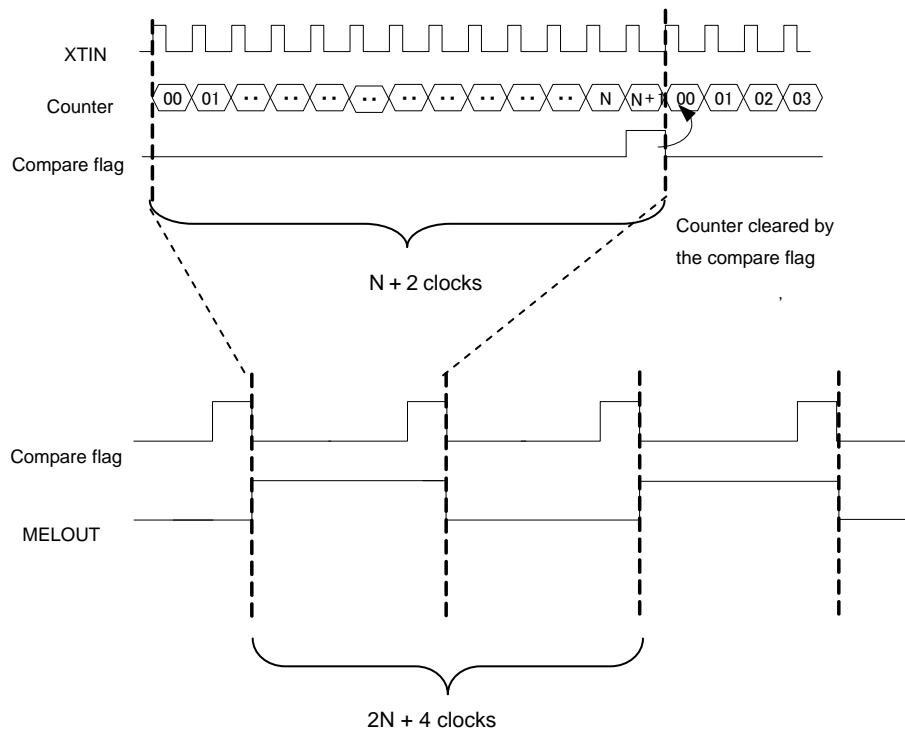 XTIN
Counter 00 01 ·· ·· ·· ·· ·· ·· ·· ·· ·· N N+1 00 01 02 03
Compare flag
Counter cleared by
the compare flag
N + 2 clocks
,
Compare flag
MELOUT
2N + 4 clocks